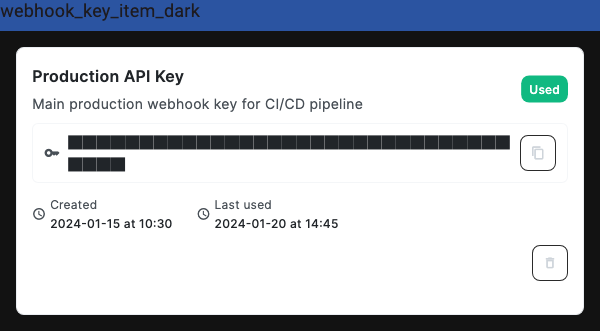 webhook_key_item_dark
Production API Key
Used
Main production webhook key for CI/CD pipeline
Created
2024-01-15 at 10:30
Last used
2024-01-20 at 14:45